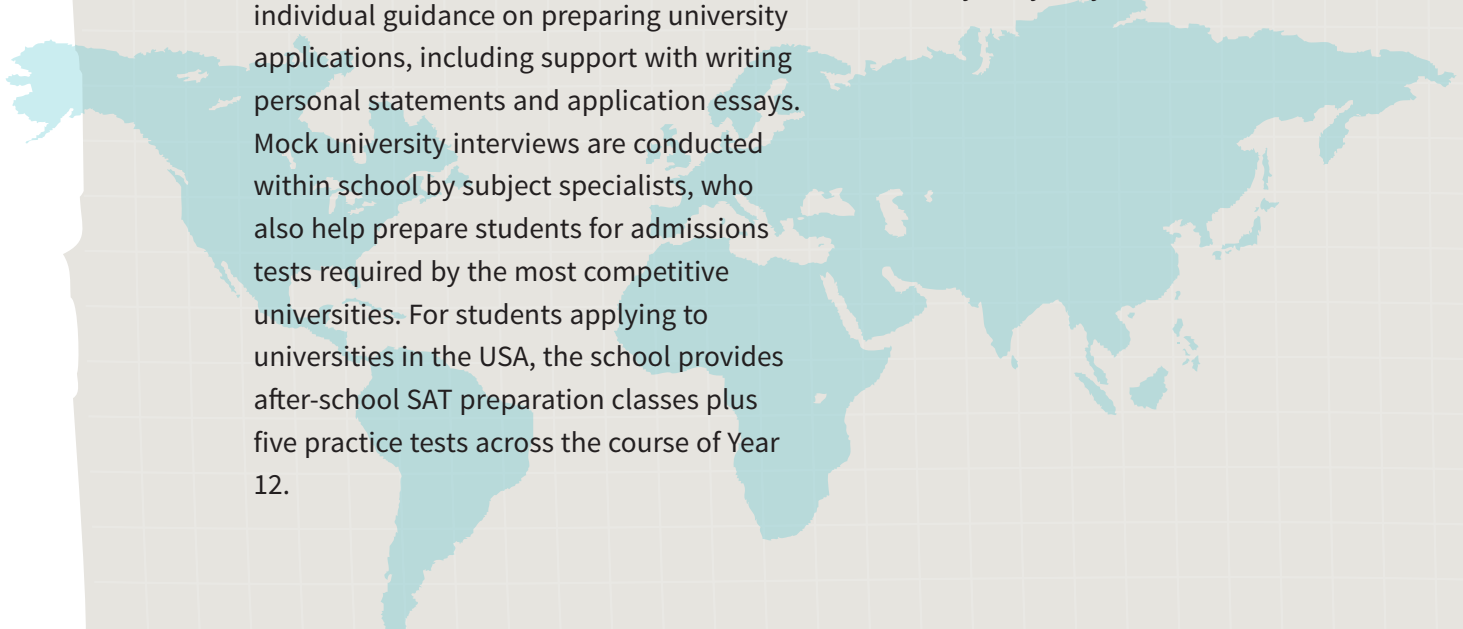 individual guidance on preparing university
applications, including support with writing
personal statements and application essays.
Mock university interviews are conducted
within school by subject specialists, who
also help prepare students for admissions
tests required by the most competitive
universities. For students applying to
universities in the USA, the school provides
after-school SAT preparation classes plus
five practice tests across the course of Year
12.